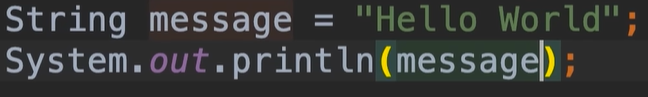 String message = "Hello World";
System.out.println(message);